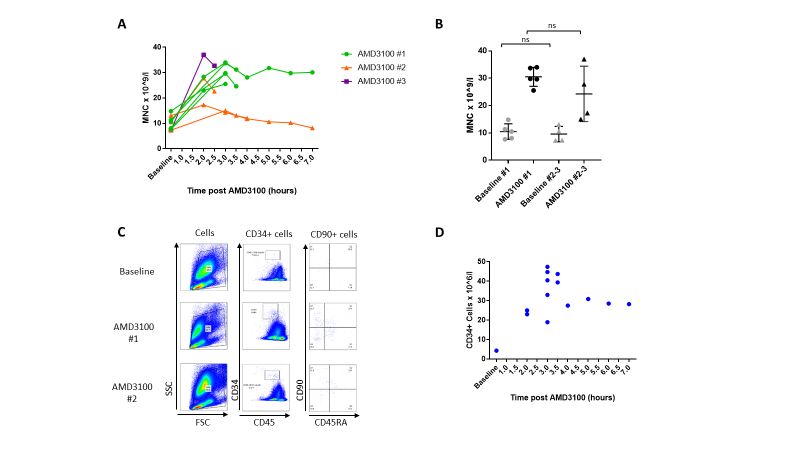 A
MNC x 10^9/l
40
30
20
10
0
Baseline
1.0
1.5
2.0
2.5
3.0
3.5
4.0
4.5
5.0
5.5
6.0
6.5
7.0
Time post AMD3100 (hours)
AMD3100 #1
AMD3100 #2
AMD3100 #3
B
ns
ns
MNC x 10^9/l
40
30
20
10
0
Baseline #1
AMD3100 #1
Baseline #2-3
AMD3100 #2-3
C
Cells
CD34+ cells
CD90+ cells
Baseline
AMD3100
#1
AMD3100
#2
SSC
CD34
CD90
FSC
CD45
CD45RA
D
CD34+ Cells x 10^6/l
50
40
30
20
10
0
Baseline
1.0
1.5
2.0
2.5
3.0
3.5
4.0
4.5
5.0
5.5
6.0
6.5
7.0
Time post AMD3100 (hours)